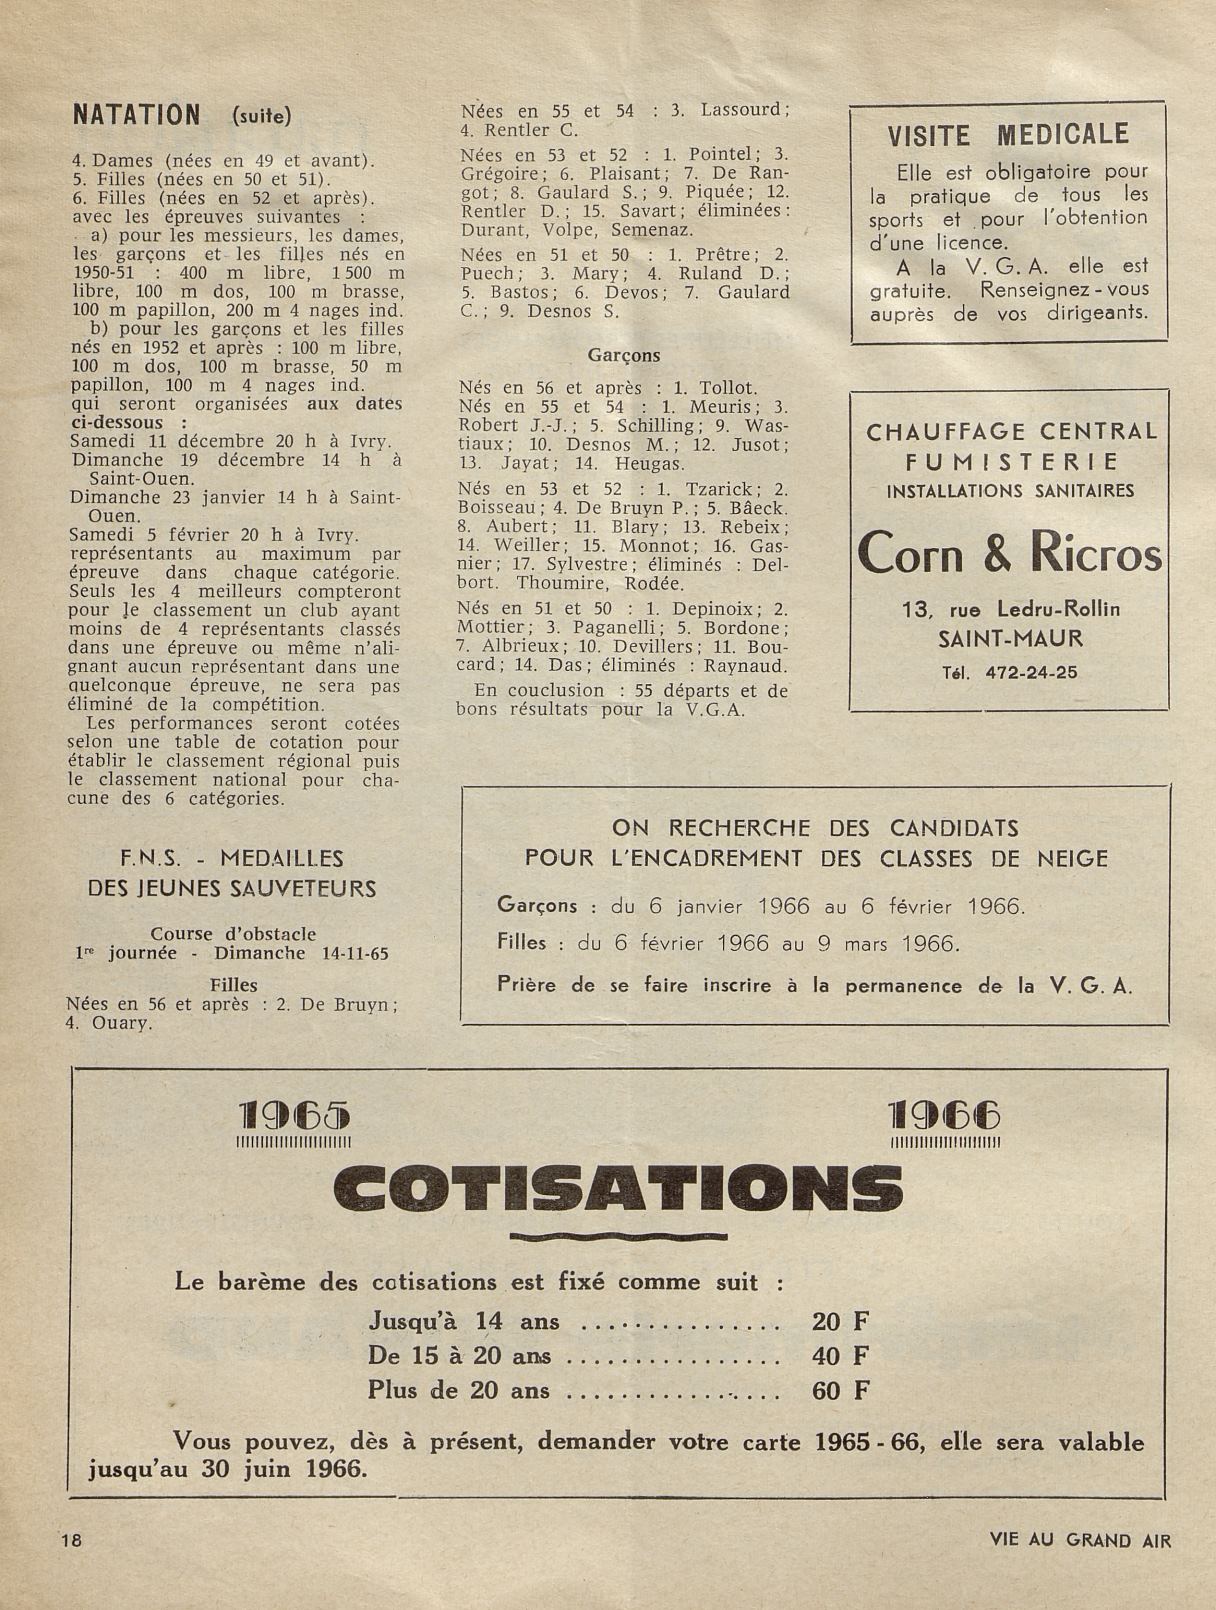 NATATION (suite)
4. Dames (nées en 49 et avant).
5. Filles (nées en 50 et 51).
6. Filles (nées en 52 et après).
avec les épreuves suivantes :
a) pour les messieurs, les dames,
les garçons et les filles nés en
1950-51 : 400 m libre, 1 500 m
libre, 100 m dos, 100 m brasse,
100 m papillon, 200 m 4 nages ind.
b) pour les garçons et les filles
nés en 1952 et après : 100 m libre,
100 m dos, 100 m brasse, 50 m
papillon, 100 m 4 nages ind.
qui seront organisées aux dates
ci-dessous :
Samedi 11 décembre 20 h à Ivry.
Dimanche 19 décembre 14 h à
Saint-Ouen.
Dimanche 23 janvier 14 h à Saint-
Ouen.
Samedi 5 février 20 h à Ivry.
représentants au maximum par
épreuve dans chaque catégorie.
Seuls les 4 meilleurs compteront
pour le classement un club ayant
moins de 4 représentants classés
dans une épreuve ou même n'ali-
gnant aucun représentant dans une
quelconque épreuve, ne sera pas
éliminé de la compétition.
Les performances seront cotées
selon une table de cotation pour
établir le classement régional puis
le classement national pour cha-
cune des 6 catégories.
F.N.S. - MEDAILLES
DES JEUNES SAUVETEURS
Course d'obstacle
1re journée - Dimanche 14-11-65
Filles
Nées en 56 et après : 2. De Bruyn ;
4. Ouary.
Nées en 55 et 54 : 3. Lassourd ;
4. Rentler C.
Nées en 53 et 52 : 1. Pointel ; 3.
Grégoire ; 6. Plaisant ; 7. De Ran-
got ; 8. Gaulard S. ; 9. Piquée ; 12.
Rentler D. ; 15. Savart ; éliminées :
Durant, Volpe, Semenaz.
Nées en 51 et 50 : 1. Prêtre ; 2.
Puech ; 3. Mary ; 4. Ruland D. ;
5. Bastos ; 6. Devos ; 7. Gaulard
C. ; 9. Desnos S.
Garçons
Nés en 56 et après : 1. Tollot.
Nés en 55 et 54 : 1. Meuris ; 3.
Robert J.-J. ; 5. Schilling ; 9. Was-
tiaux ; 10. Desnos M. ; 12. Jusot ;
13. Jayat ; 14. Heugas.
Nés en 53 et 52 : 1. Tzarick ; 2.
Boisseau ; 4. De Bruyn P. ; 5. Bâeck.
8. Aubert ; 11. Blary ; 13. Rebeix ;
14. Weiller ; 15. Monnot ; 16. Gas-
nier ; 17. Sylvestre ; éliminés : Del-
bort. Thoumire, Rodée.
Nés en 51 et 50 : 1. Depinoix ; 2.
Mottier ; 3. Paganelli ; 5. Bordone ;
7. Albrieux ; 10. Devillers ; 11. Bou-
card ; 14. Das ; éliminés : Raynaud.
En couclusion : 55 départs et de
bons résultats pour la V.G.A.
VISITE MEDICALE
Elle est obligatoire pour
la pratique de tous les
sports et pour l'obtention
d'une licence.
A la V. G. A. elle est
gratuite. Renseignez - vous
auprès de vos dirigeants.
CHAUFFAGE CENTRAL
FUMISTERIE
INSTALLATIONS SANITAIRES
Corn & Ricros
13, rue Ledru-Rollin
SAINT-MAUR
Tél. 472-24-25
ON RECHERCHE DES CANDIDATS
POUR L'ENCADREMENT DES CLASSES DE NEIGE
Garçons : du 6 janvier 1966 au 6 février 1966.
Filles : du 6 février 1966 au 9 mars 1966.
Prière de se faire inscrire à la permanence de la V. G. A.
1965 1966
COTISATIONS
Le barème des cotisations est fixé comme suit :
Jusqu'à 14 ans ............... 20 F
De 15 à 20 ans ................ 40 F
Plus de 20 ans ................ 60 F
Vous pouvez, dès à présent, demander votre carte 1965 - 66, elle sera valable
jusqu'au 30 juin 1966.
18 VIE AU GRAND AIR